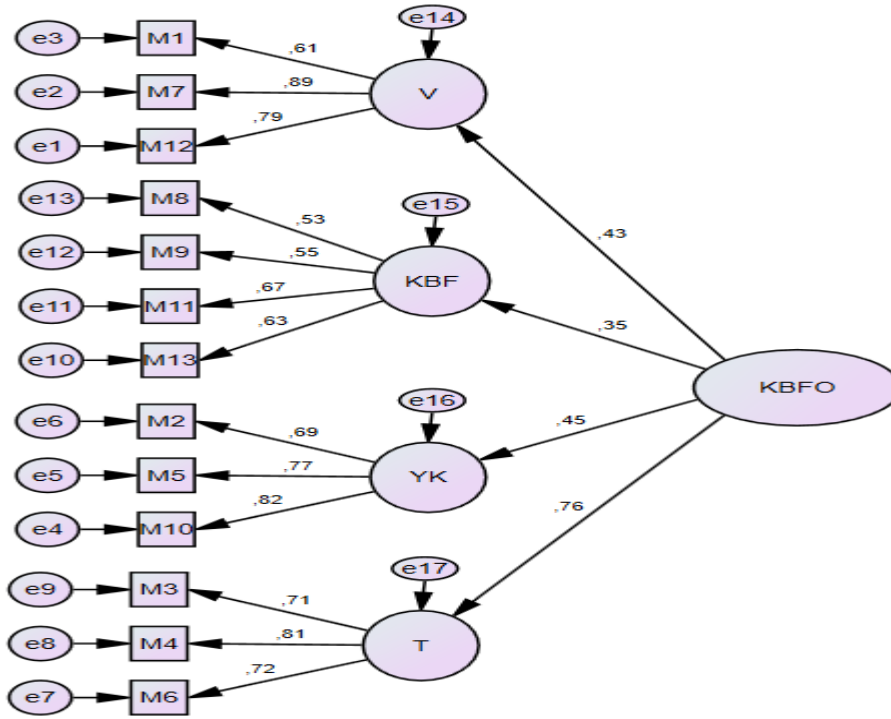 e14
e3 M1 ,61
e2 M7 ,89 V
e1 M12 ,79
e13 M8 ,53 e15
,43
e12 M9 ,55 KBF
e11 M11 ,67
e10 M13 ,63
,35
KBFO
e6 M2 ,69 e16
,45
e5 M5 ,77 YK
e4 M10 ,82
,76
e9 M3 ,71 e17
e8 M4 ,81 T
e7 M6 ,72